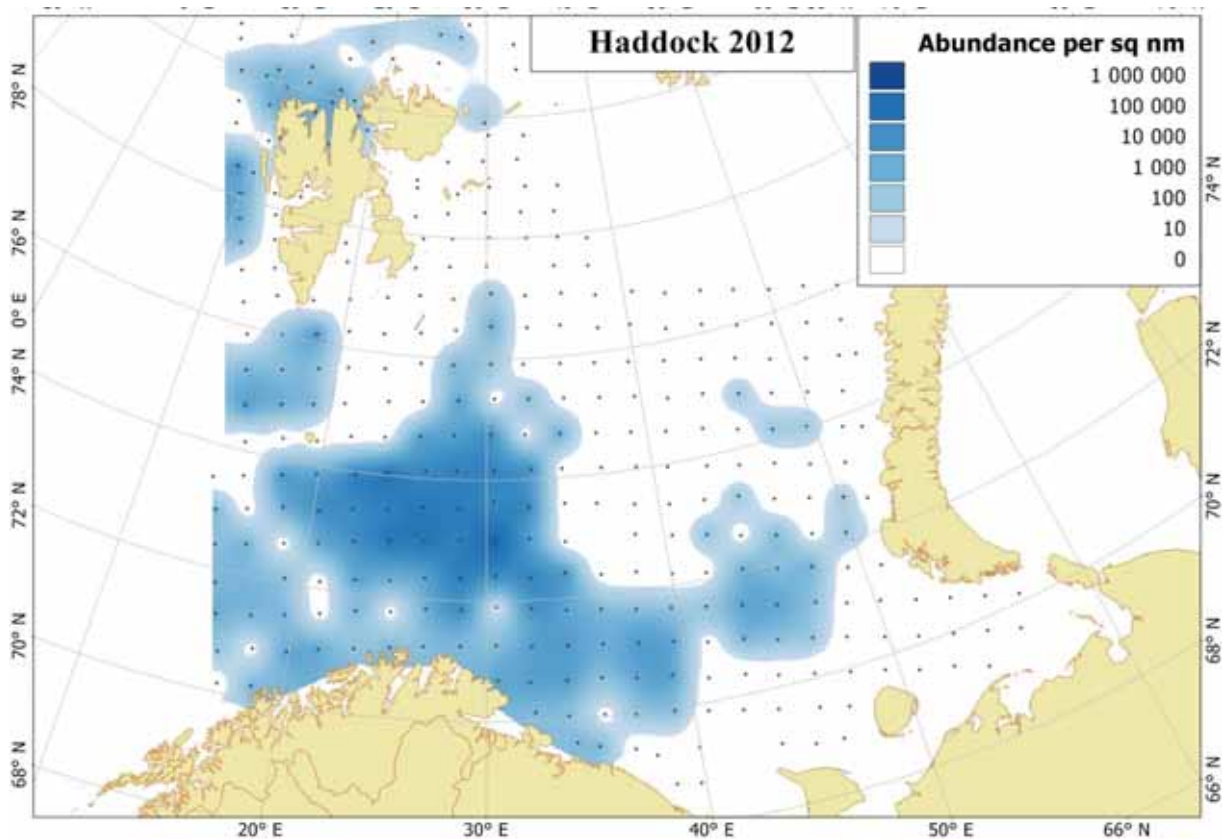 Haddock 2012
Abundance per sq nm
1 000 000
100 000
10 000
1 000
100
10
0
78° N
76° N
0° E
74° N
72° N
70° N
68° N
74° N
72° N
70° N
68° N
66° N
20° E
30° E
40° E
50° E
66° N